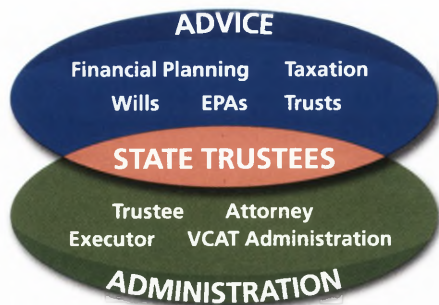 ADVICE
Financial Planning Taxation
Wills EPAs Trusts
STATE TRUSTEES
Trustee Attorney
Executor VCAT Administration
ADMINISTRATION